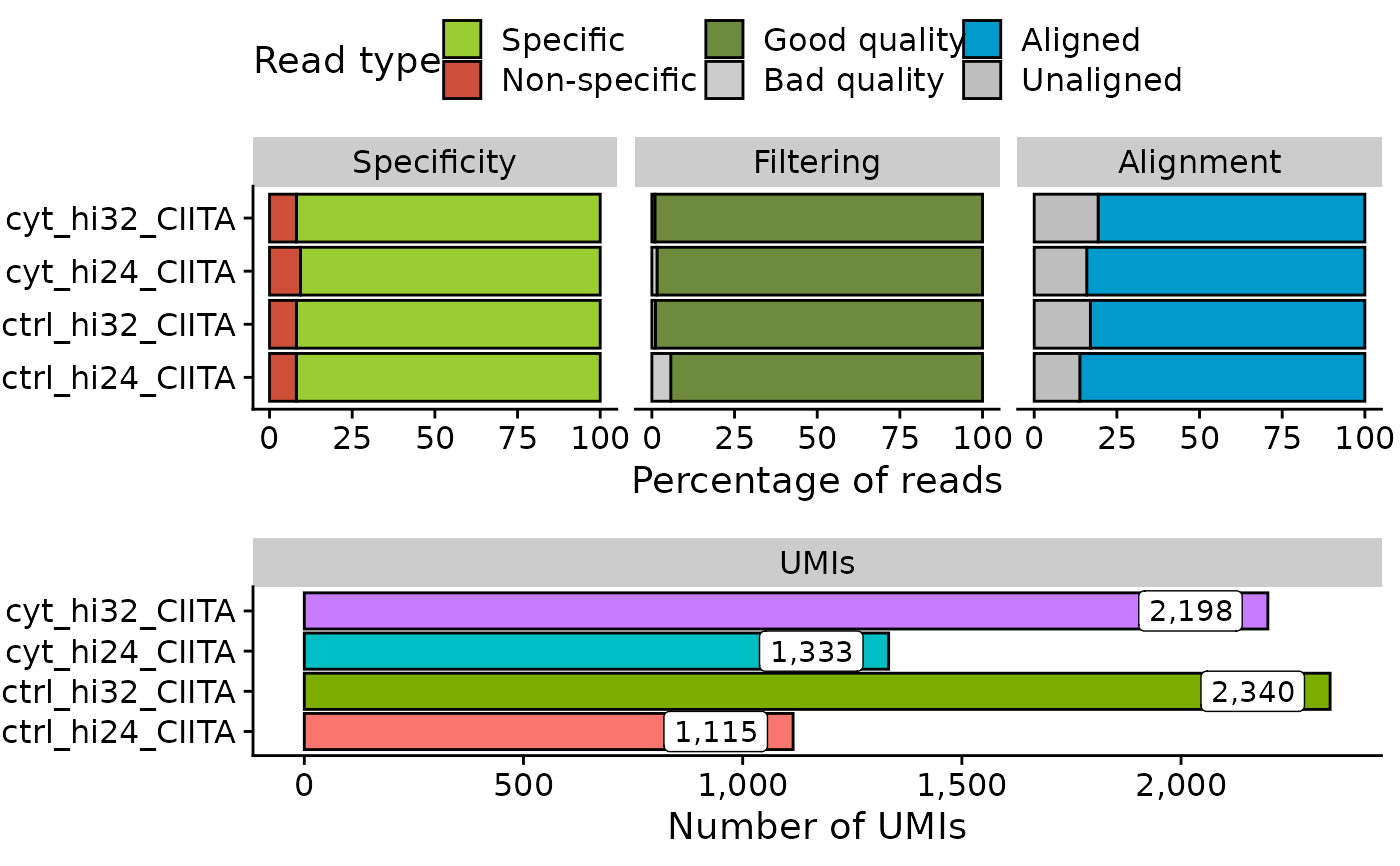 Read type
Specific
Good quality
Aligned
Non-specific
Bad quality
Unaligned
Specificity
Filtering
Alignment
cyt_hi32_CIITA
cyt_hi24_CIITA
ctrl_hi32_CIITA
ctrl_hi24_CIITA
0 25 50 75 100
0 25 50 75 100
0 25 50 75 100
Percentage of reads
UMIs
cyt_hi32_CIITA
2,198
cyt_hi24_CIITA
1,333
ctrl_hi32_CIITA
2,340
ctrl_hi24_CIITA
1,115
0 500 1,000 1,500 2,000
Number of UMIs